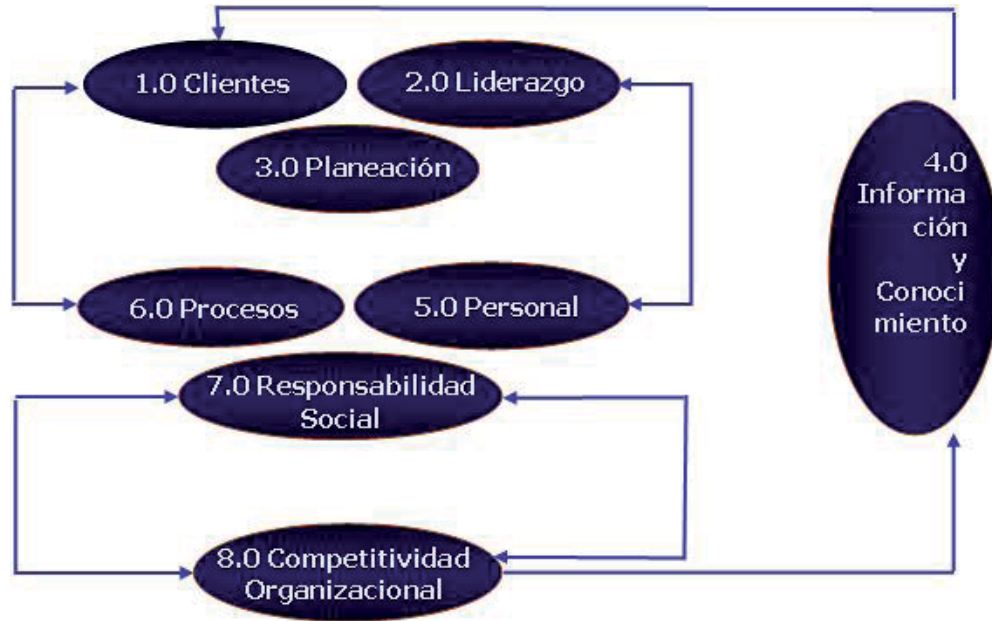 1.0 Clientes
2.0 Liderazgo
3.0 Planeación
4.0
Informa
ción
y
Conoci
miento
6.0 Procesos
5.0 Personal
7.0 Responsabilidad
Social
8.0 Competitividad
Organizacional